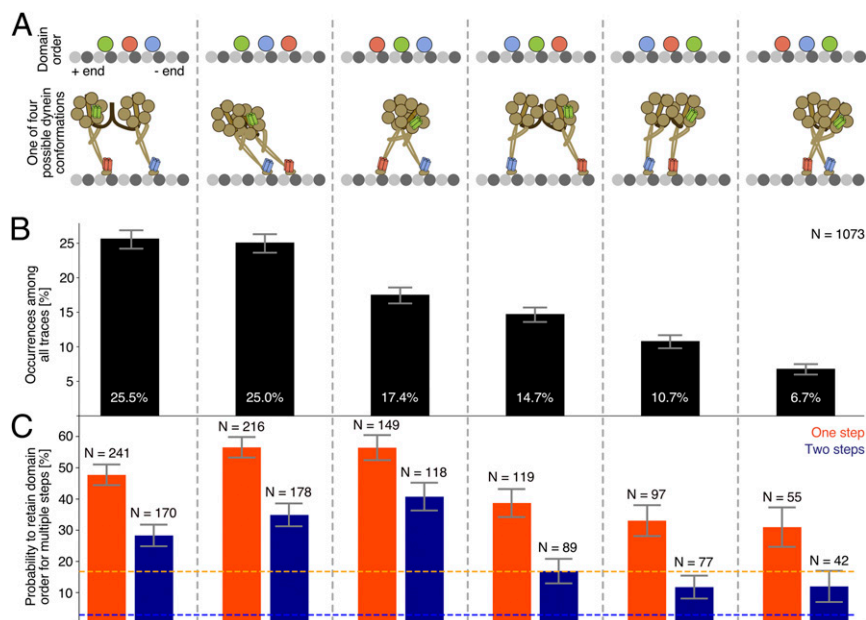 A
Domain
order
+ end
- end
One of four
possible dynein
conformations
B
Occurrences among
all traces [%]
25
20
15
10
5
N = 1073
25.5%
25.0%
17.4%
14.7%
10.7%
6.7%
C
Probability to retain domain
order for multiple steps [%]
60
50
40
30
20
10
One step
Two steps
N = 241
N = 170
N = 216
N = 178
N = 149
N = 118
N = 119
N = 89
N = 97
N = 77
N = 55
N = 42